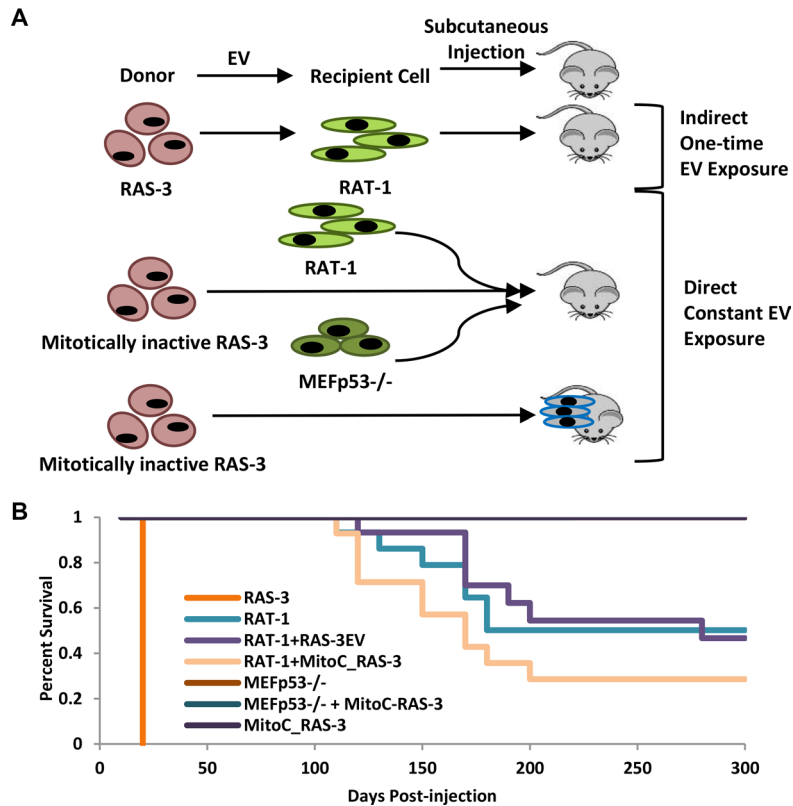 A
Donor
EV
Recipient Cell
Subcutaneous
Injection
RAS-3
RAT-1
Indirect
One-time
EV Exposure
RAT-1
Mitotically inactive RAS-3
MEFp53-/-
Direct
Constant EV
Exposure
Mitotically inactive RAS-3
B
Percent Survival
1
0.8
0.6
0.4
0.2
0
RAS-3
RAT-1
RAT-1+RAS-3EV
RAT-1+MitoC_RAS-3
MEFp53-/-
MEFp53-/- + MitoC-RAS-3
MitoC_RAS-3
0 50 100 150 200 250 300
Days Post-injection